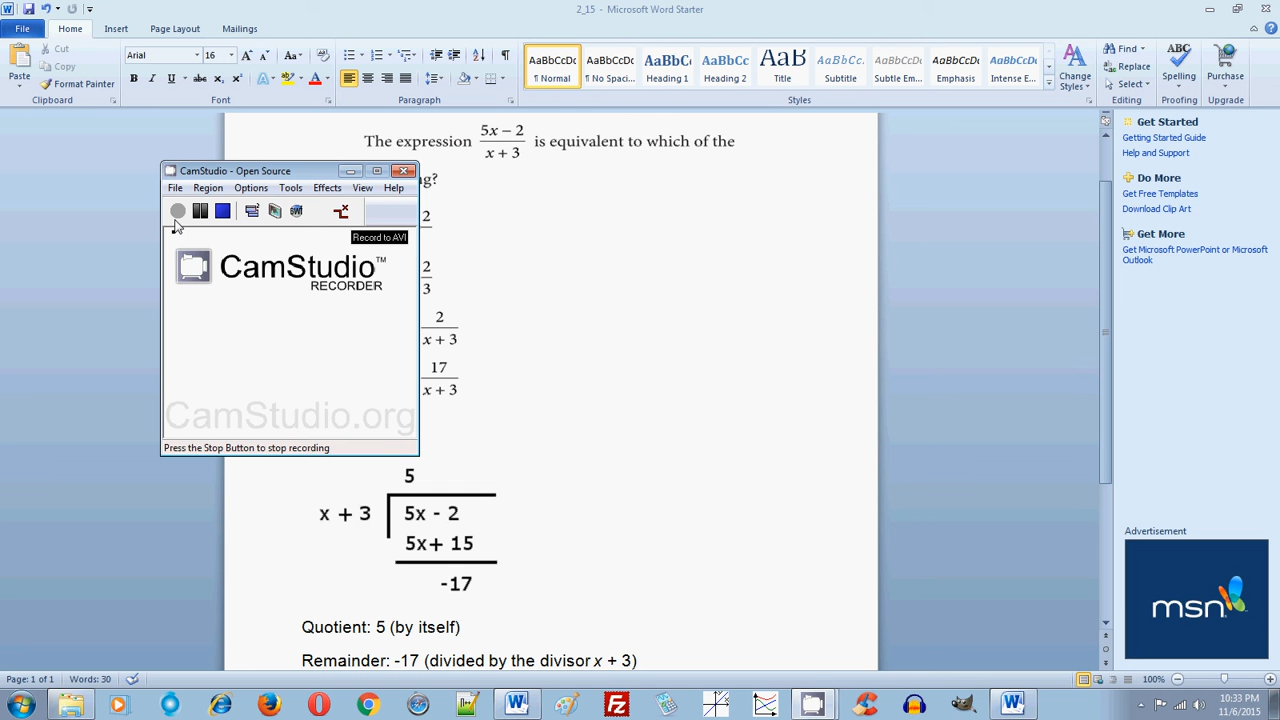 2_15 - Microsoft Word Starter
File Home Insert Page Layout Mailings
Paste Cut Copy Format Painter Clipboard
Arial 16 Font
Paragraph
AaBbCcDc ¶ Normal AaBbCcDc ¶ No Spaci... AaBbC Heading 1 AaBbCc Heading 2 AaB Title AaBbCc. Subtitle AaBbCcDc Subtle Em... AaBbCcDc Emphasis AaBbCcDc Intense E... Change Styles Styles
Find Replace Select Editing
ABC Spelling Proofing
Purchase Upgrade
The expression 5x − 2 / x + 3 is equivalent to which of the
g?
2
2 / 3
2 / x + 3
17 / x + 3
CamStudio - Open Source
File Region Options Tools Effects View Help
Record to AVI
CamStudio™
RECORDER
CamStudio.org
Press the Stop Button to stop recording
5
x + 3 5x - 2
5x+ 15
-17
Quotient: 5 (by itself)
Remainder: -17 (divided by the divisor x + 3)
Get Started
Getting Started Guide
Help and Support
Do More
Get Free Templates
Download Clip Art
Get More
Get Microsoft PowerPoint or Microsoft
Outlook
Advertisement
msn
Page: 1 of 1 Words: 30 100%
10:33 PM
11/6/2015